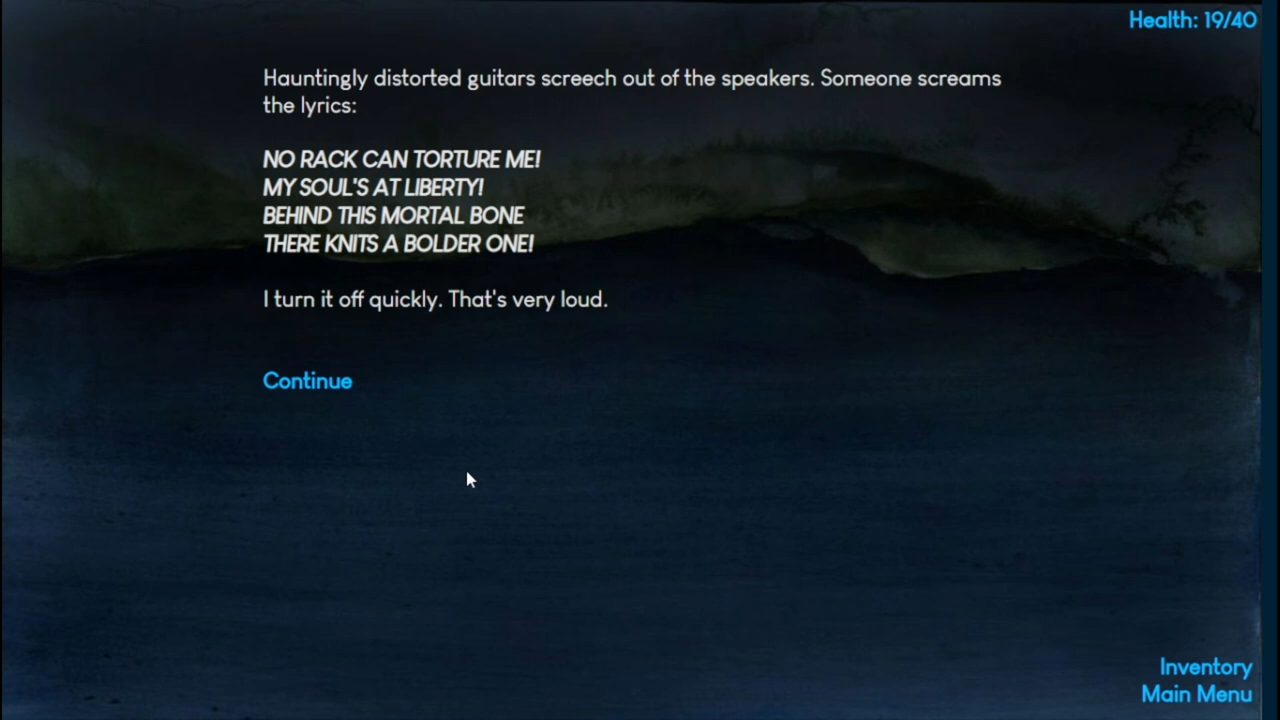 Health: 19/40
Hauntingly distorted guitars screech out of the speakers. Someone screams
the lyrics:
NO RACK CAN TORTURE ME!
MY SOUL'S AT LIBERTY!
BEHIND THIS MORTAL BONE
THERE KNITS A BOLDER ONE!
I turn it off quickly. That's very loud.
Continue
Inventory
Main Menu